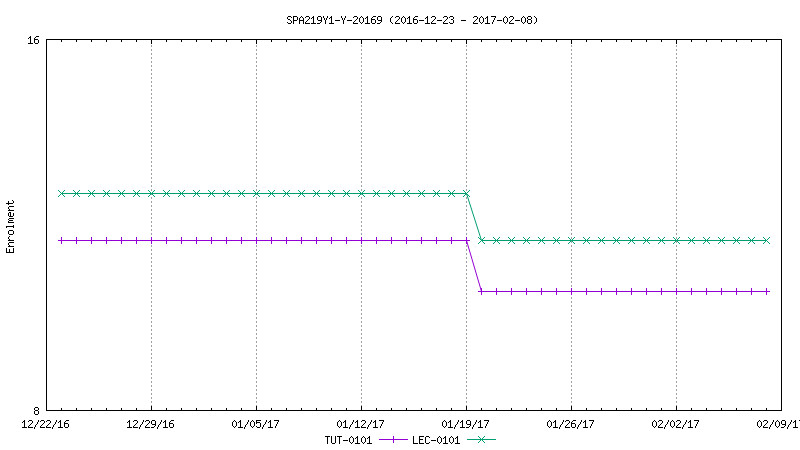 SPA219Y1-Y-20169 (2016-12-23 - 2017-02-08)
16
Enrolment
8
12/22/16 12/29/16 01/05/17 01/12/17 01/19/17 01/26/17 02/02/17 02/09/1
TUT-0101 LEC-0101